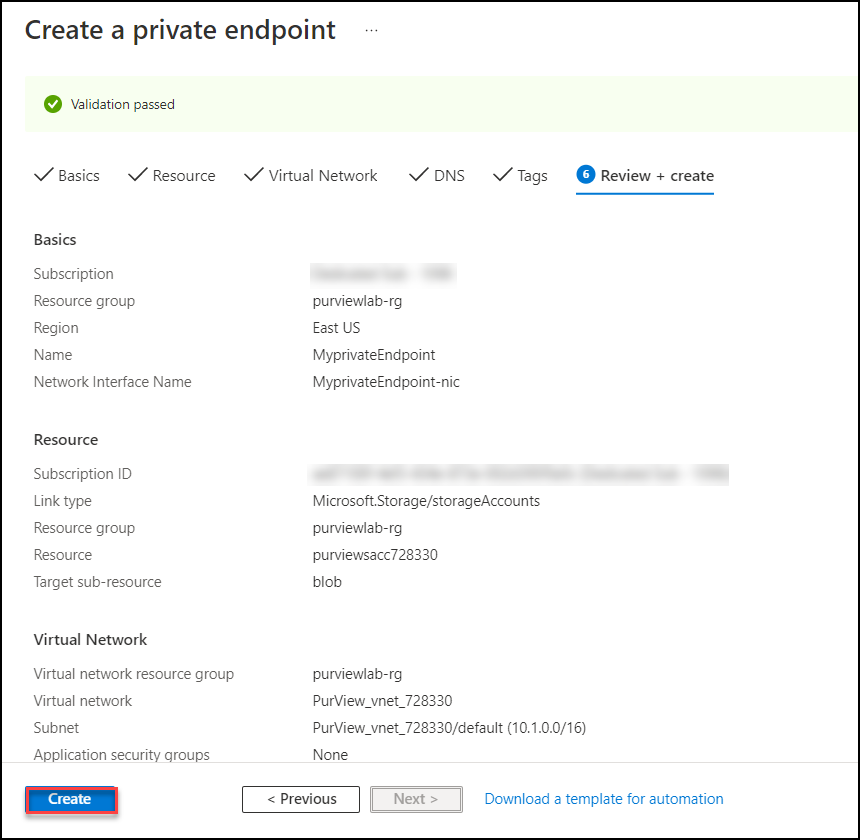 Create a private endpoint ...
Validation passed
Basics Resource Virtual Network DNS Tags 6 Review + create
Basics
Subscription
Resource group purviewlab-rg
Region East US
Name MyprivateEndpoint
Network Interface Name MyprivateEndpoint-nic
Resource
Subscription ID
Link type Microsoft.Storage/storageAccounts
Resource group purviewlab-rg
Resource purviewsacc728330
Target sub-resource blob
Virtual Network
Virtual network resource group purviewlab-rg
Virtual network PurView_vnet_728330
Subnet PurView_vnet_728330/default (10.1.0.0/16)
Application security groups None
Create < Previous Next > Download a template for automation